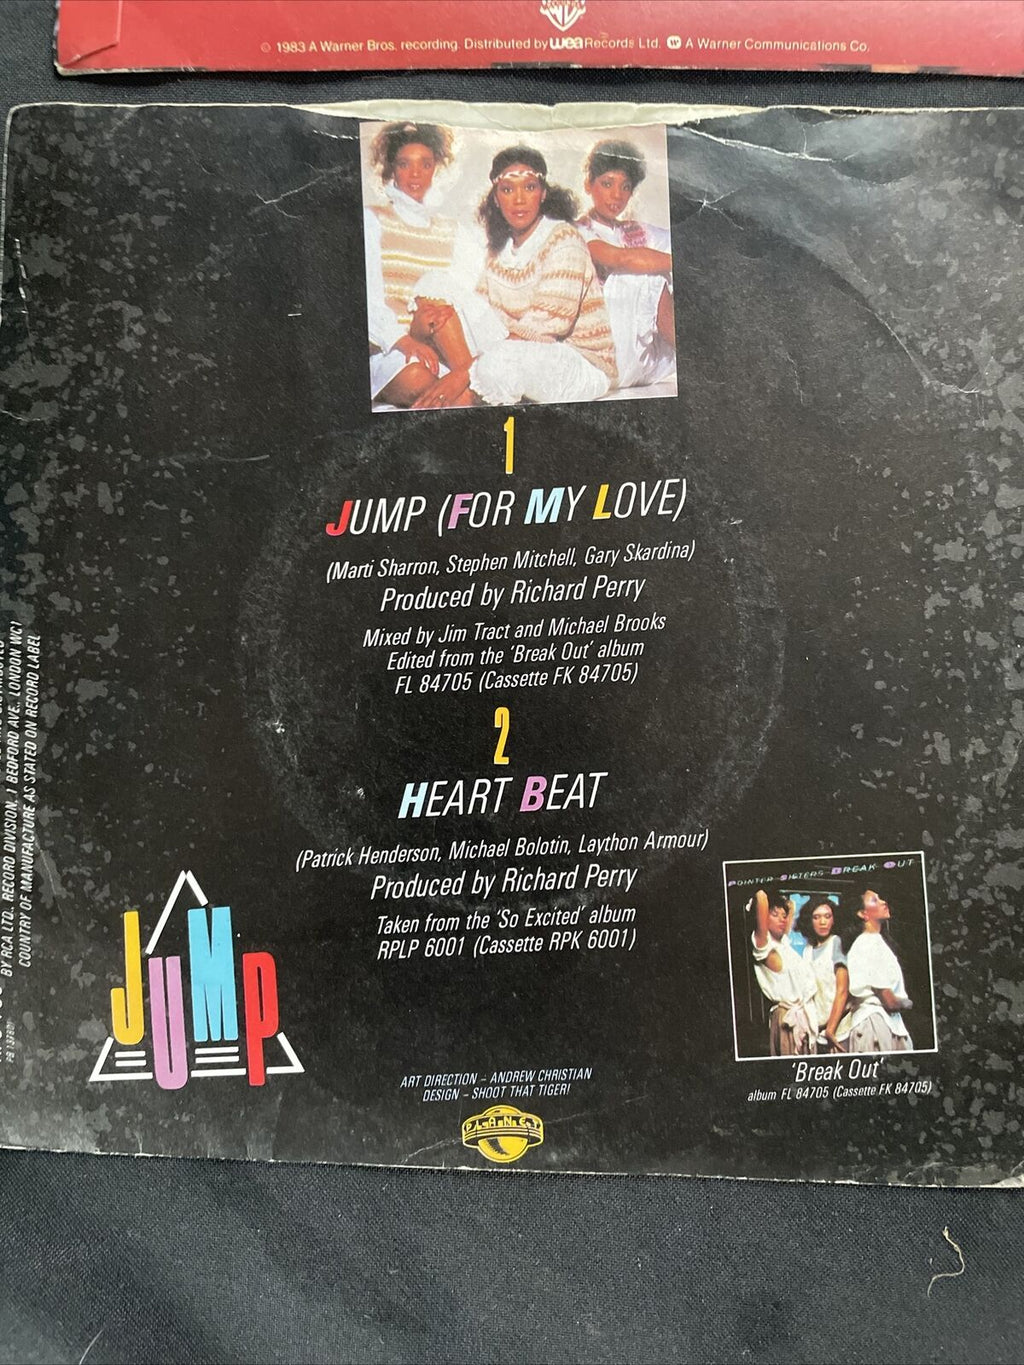 © 1983 A Warner Bros. recording. Distributed by wea Records Ltd. A Warner Communications Co.
1
JUMP (FOR MY LOVE)
(Marti Sharron, Stephen Mitchell, Gary Skardina)
Produced by Richard Perry
Mixed by Jim Tract and Michael Brooks
Edited from the 'Break Out' album
FL 84705 (Cassette FK 84705)
2
HEART BEAT
(Patrick Henderson, Michael Bolotin, Laython Armour)
Produced by Richard Perry
Taken from the 'So Excited' album
RPLP 6001 (Cassette RPK 6001)
JUMP
POINTER SISTERS BREAK OUT
'Break Out'
album FL 84705 (Cassette FK 84705)
ART DIRECTION – ANDREW CHRISTIAN
DESIGN – SHOOT THAT TIGER!
PLANET
BY RCA LTD., RECORD DIVISION, 1 BEDFORD AVE., LONDON WC1
COUNTRY OF MANUFACTURE AS STATED ON RECORD LABEL